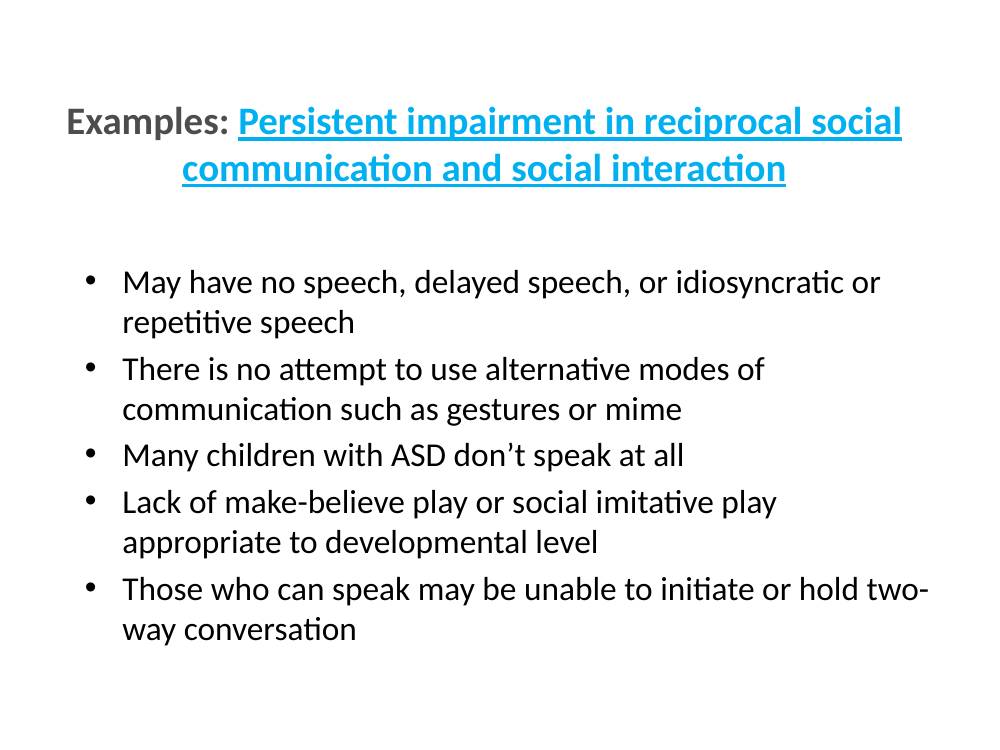 Examples: Persistent impairment in reciprocal social
communication and social interaction
• May have no speech, delayed speech, or idiosyncratic or
repetitive speech
• There is no attempt to use alternative modes of
communication such as gestures or mime
• Many children with ASD don’t speak at all
• Lack of make-believe play or social imitative play
appropriate to developmental level
• Those who can speak may be unable to initiate or hold two-
way conversation